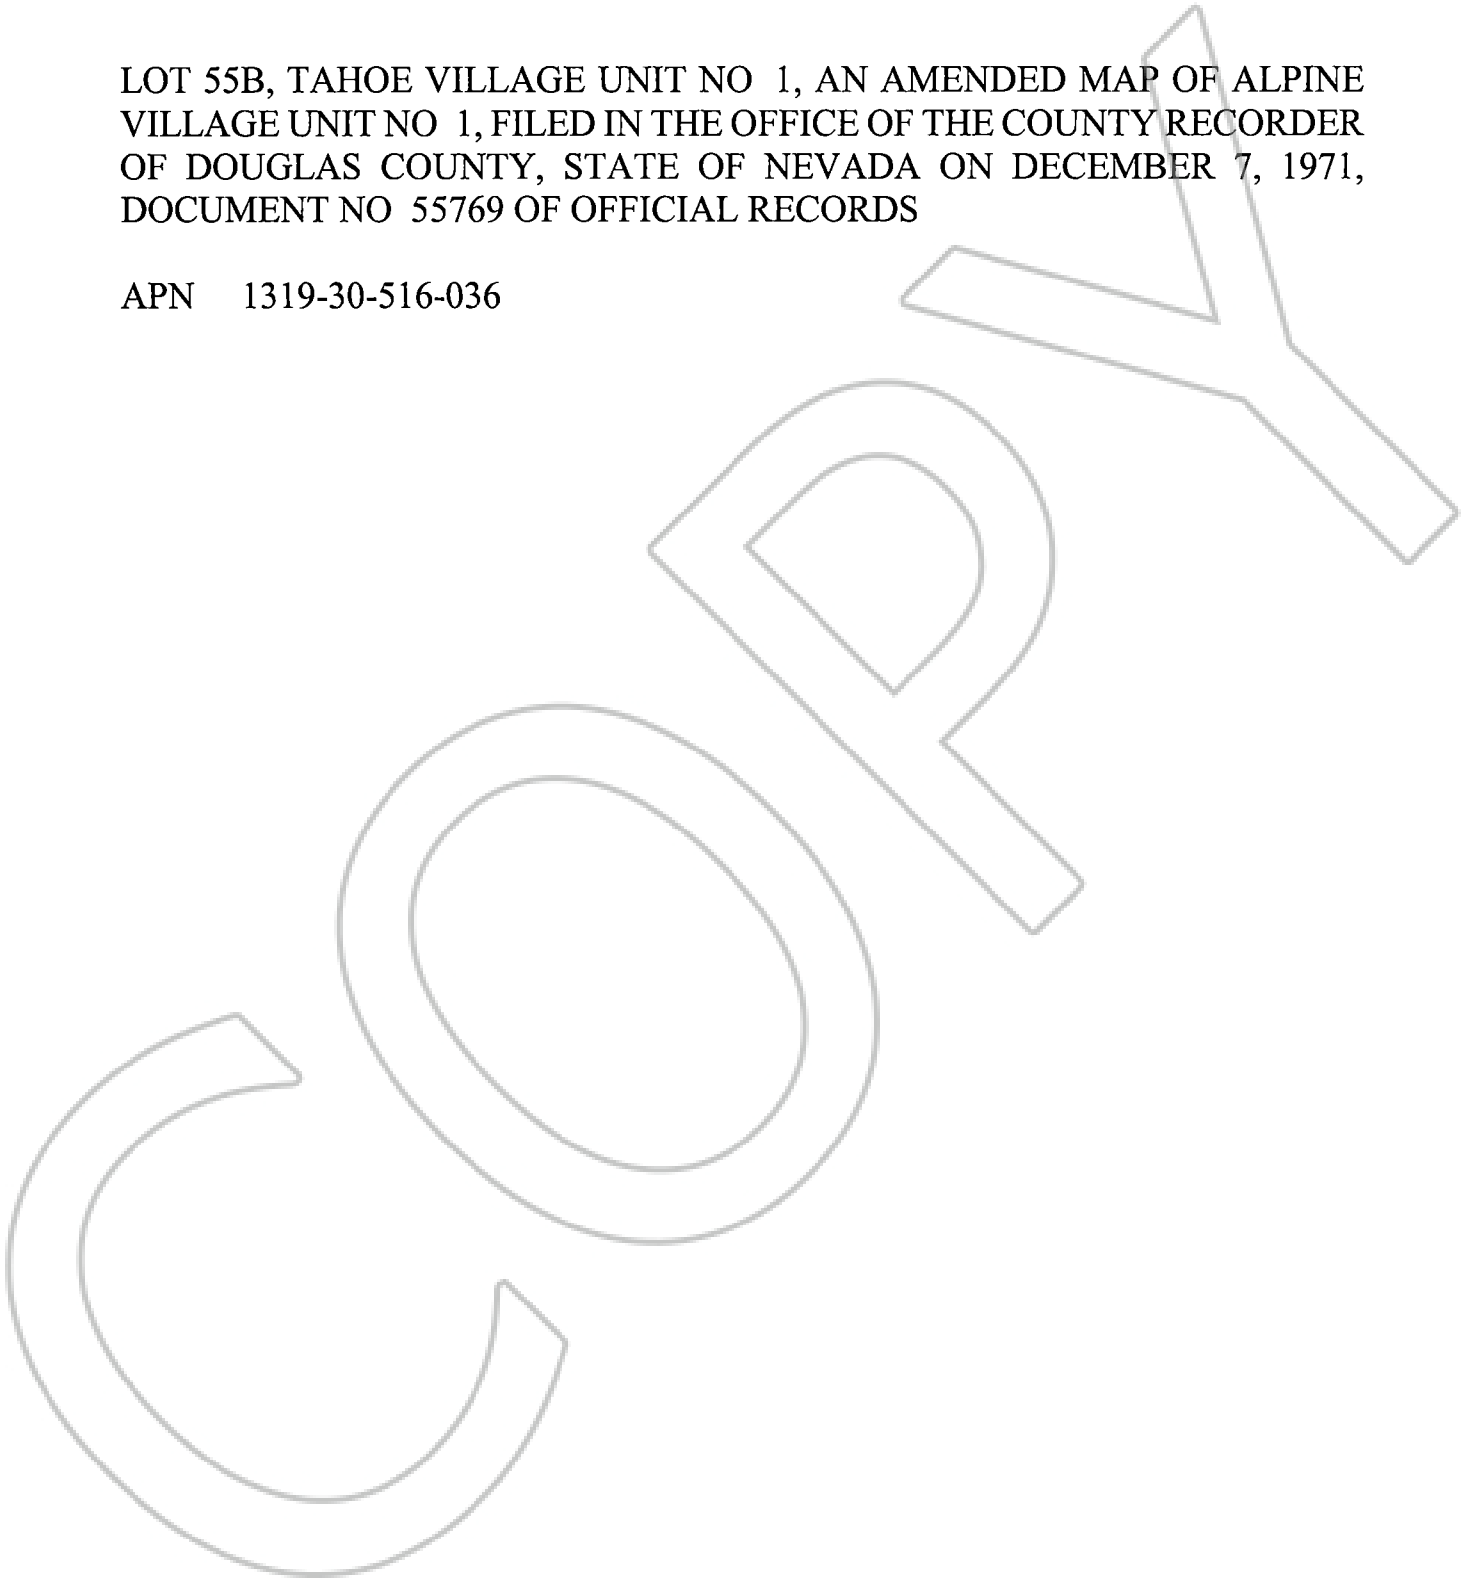 LOT 55B, TAHOE VILLAGE UNIT NO 1, AN AMENDED MAP OF ALPINE
VILLAGE UNIT NO 1, FILED IN THE OFFICE OF THE COUNTY RECORDER
OF DOUGLAS COUNTY, STATE OF NEVADA ON DECEMBER 7, 1971,
DOCUMENT NO 55769 OF OFFICIAL RECORDS
APN 1319-30-516-036
COPY